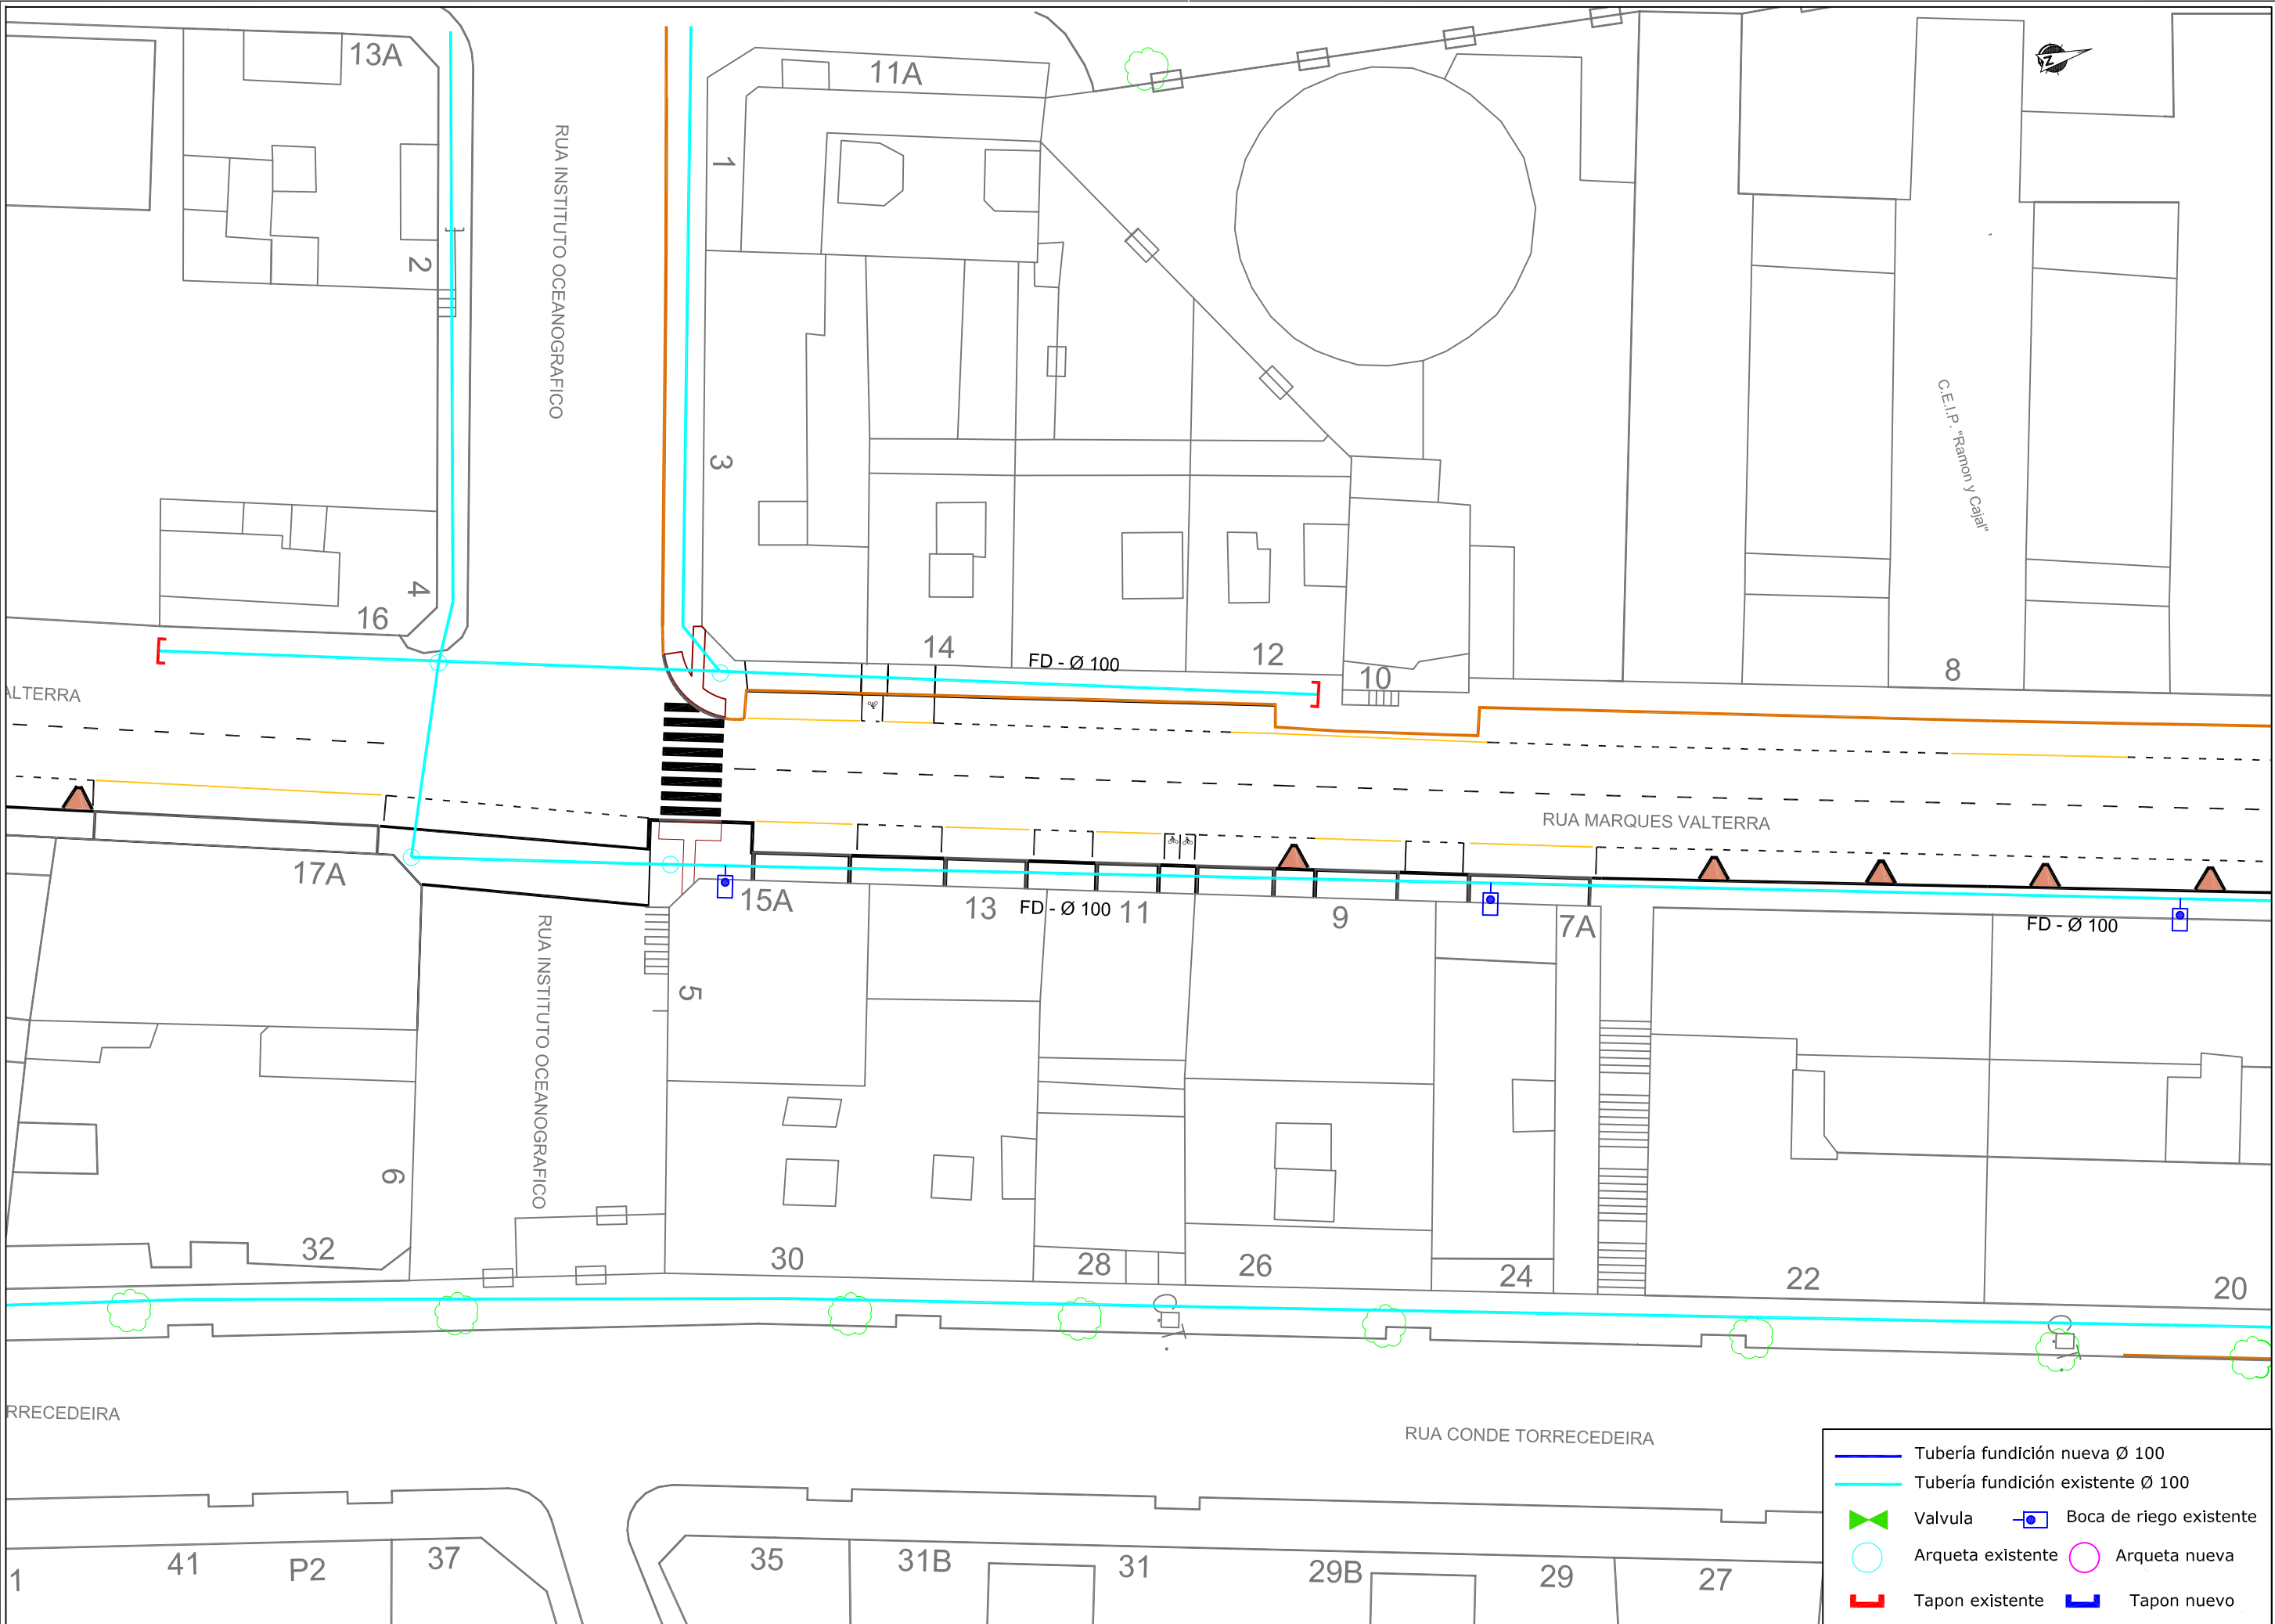 13A
11A
N
RUA INSTITUTO OCEANOGRAFICO
1
2
3
C.E.I.P. "Ramon y Cajal"
4
16
14
FD - Ø 100
12
10
8
ALTERRA
RUA MARQUES VALTERRA
17A
15A
13
FD - Ø 100
11
9
7A
FD - Ø 100
RUA INSTITUTO OCEANOGRAFICO
5
6
32
30
28
26
24
22
20
RRECEDEIRA
RUA CONDE TORRECEDEIRA
1
41
P2
37
35
31B
31
29B
29
27
Tubería fundición nueva Ø 100
Tubería fundición existente Ø 100
Valvula
Boca de riego existente
Arqueta existente
Arqueta nueva
Tapon existente
Tapon nuevo